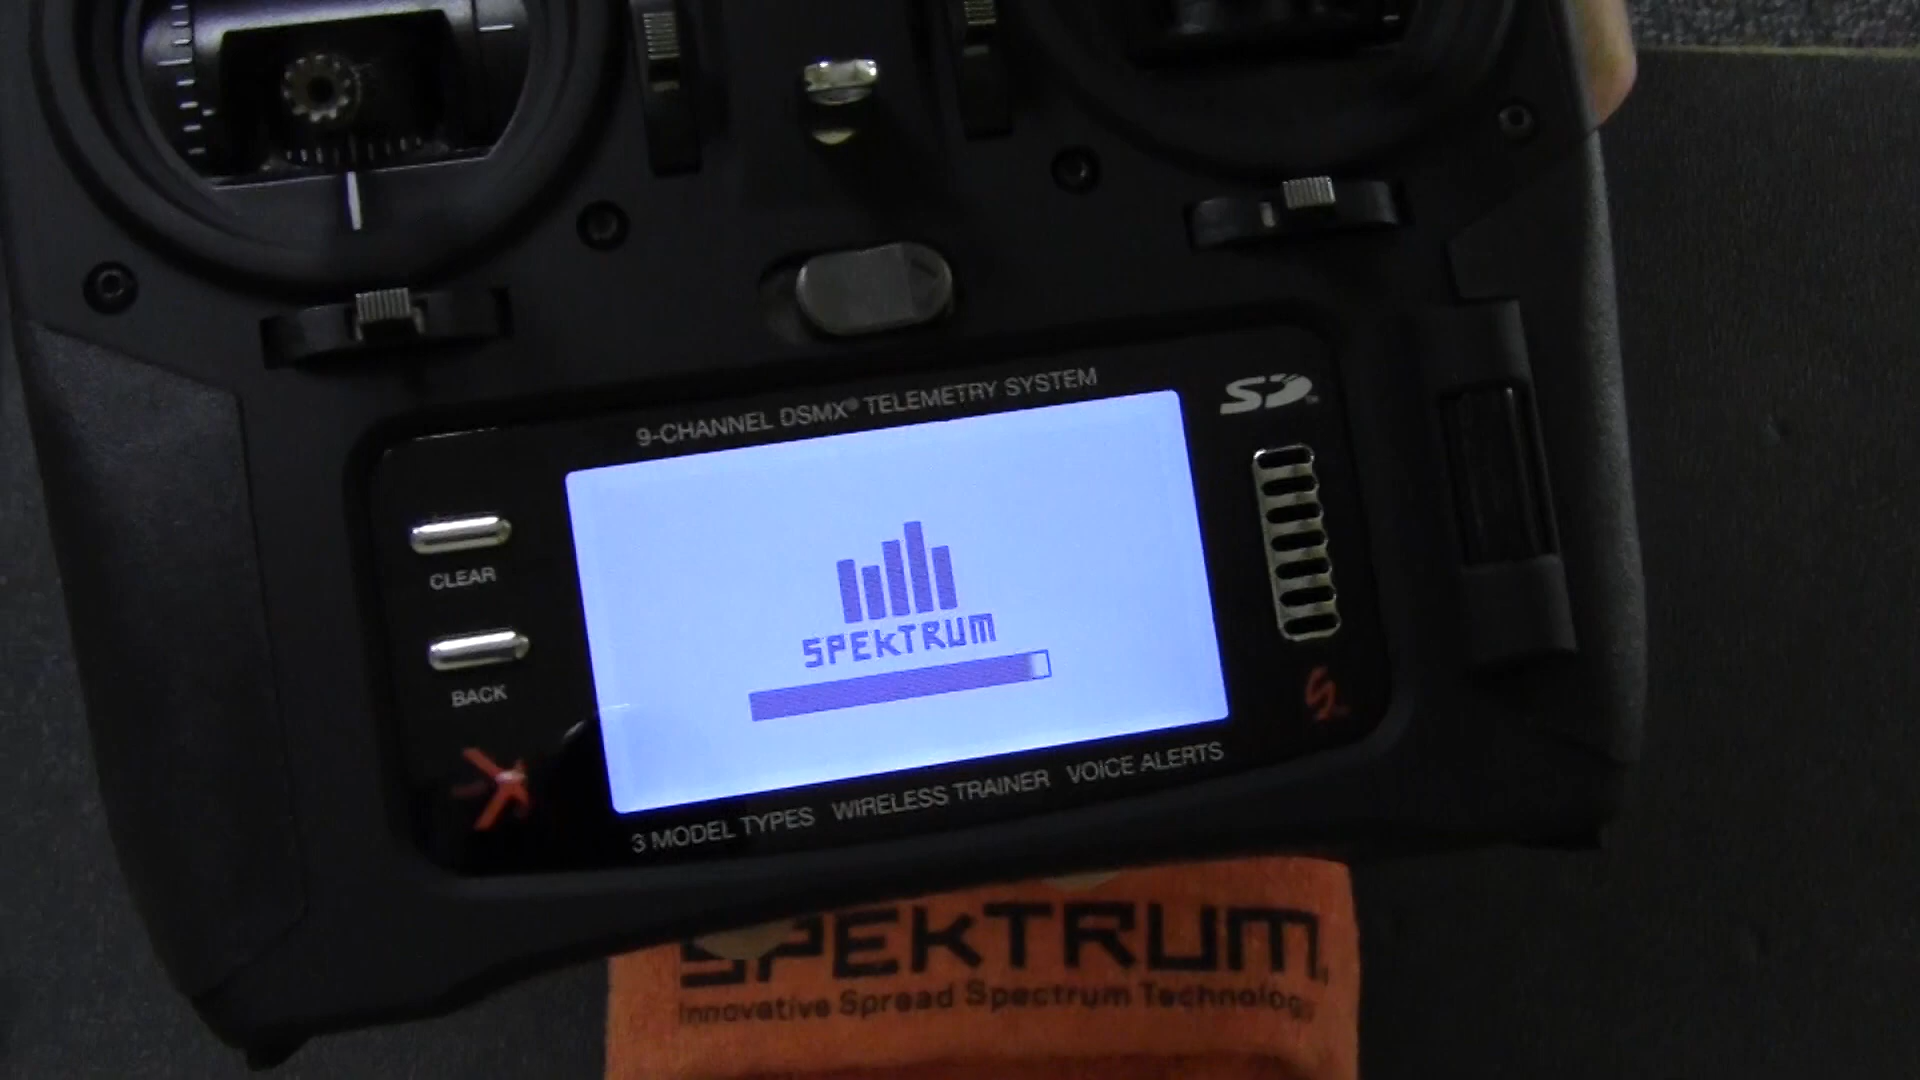 9-CHANNEL DSMX® TELEMETRY SYSTEM
SD
CLEAR
BACK
SPEKTRUM
3 MODEL TYPES WIRELESS TRAINER VOICE ALERTS
SPEKTRUM
Innovative Spread Spectrum Technology